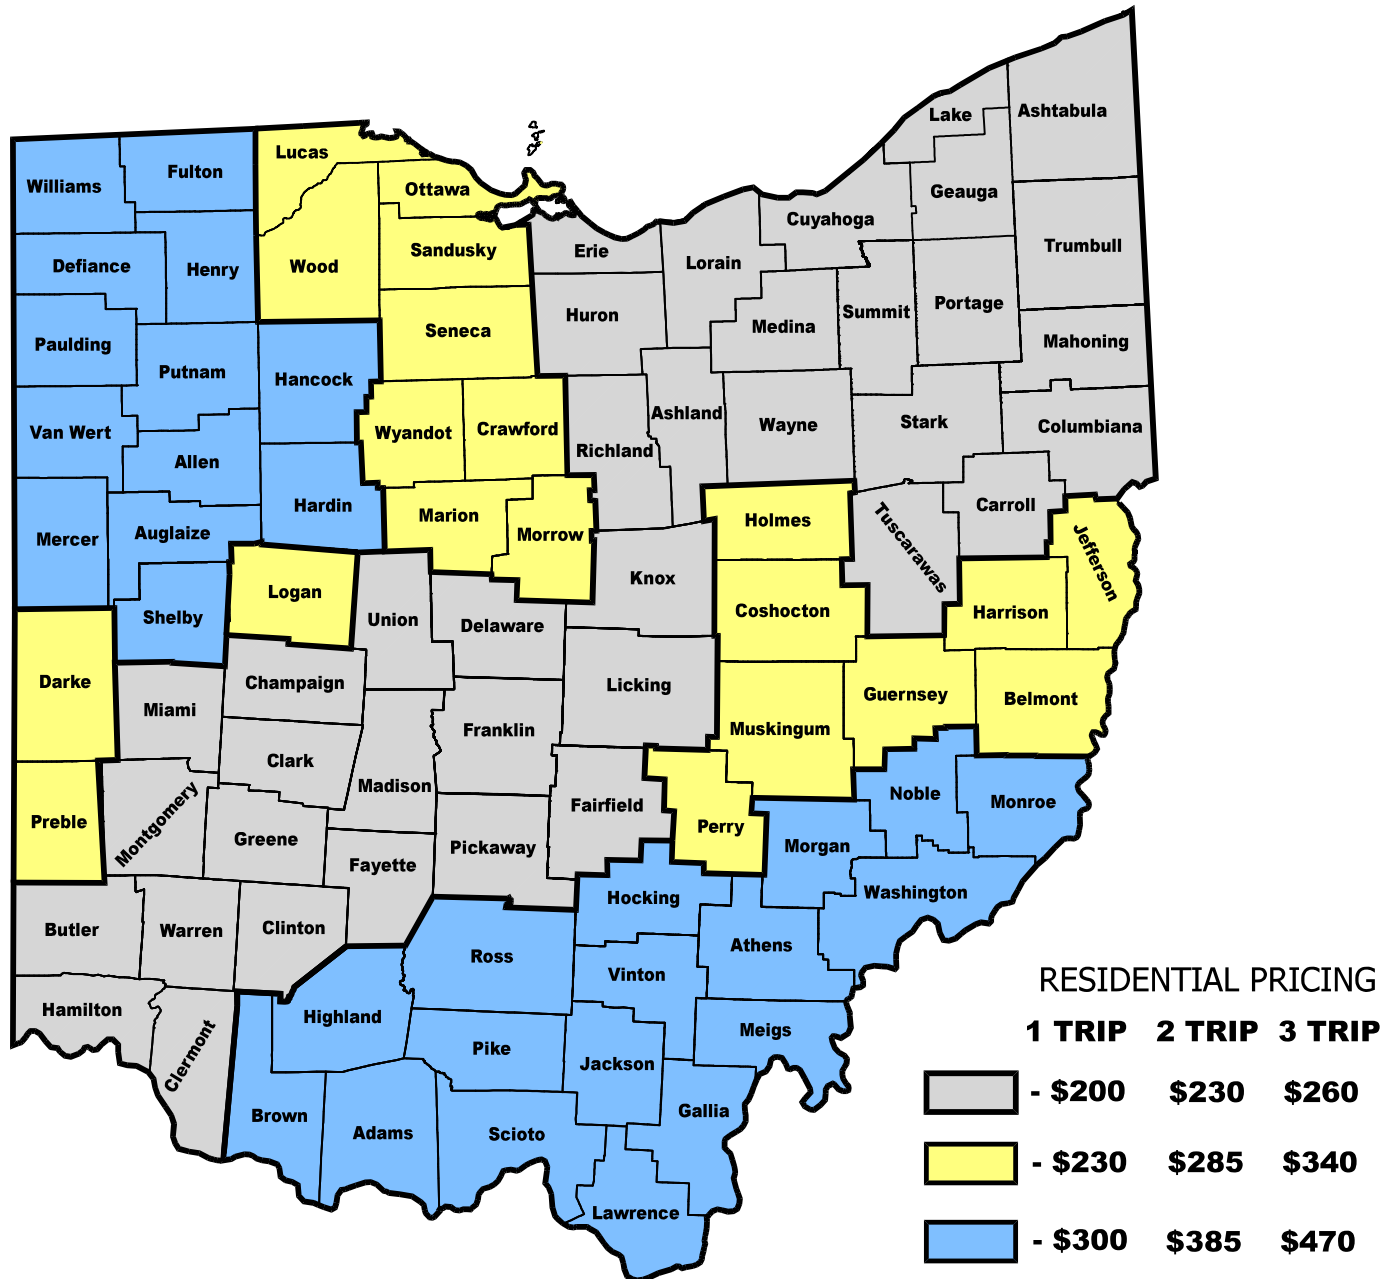 Lake
Ashtabula
Lucas
Fulton
Williams
Ottawa
Geauga
Cuyahoga
Trumbull
Sandusky
Erie
Lorain
Defiance
Henry
Wood
Portage
Summit
Huron
Medina
Seneca
Mahoning
Paulding
Putnam
Hancock
Ashland
Stark
Wayne
Columbiana
Van Wert
Wyandot
Crawford
Richland
Allen
Hardin
Carroll
Marion
Holmes
Auglaize
Morrow
Mercer
Tuscarawas
Jefferson
Knox
Logan
Coshocton
Harrison
Shelby
Union
Delaware
Darke
Champaign
Licking
Guernsey
Belmont
Miami
Franklin
Muskingum
Clark
Madison
Noble
Monroe
Fairfield
Preble
Montgomery
Perry
Greene
Pickaway
Morgan
Fayette
Washington
Hocking
Butler
Warren
Clinton
Athens
Ross
Vinton
Hamilton
Highland
Meigs
Pike
Jackson
Clermont
Gallia
Brown
Adams
Scioto
Lawrence
RESIDENTIAL PRICING
1 TRIP 2 TRIP 3 TRIP
- $200 $230 $260
- $230 $285 $340
- $300 $385 $470